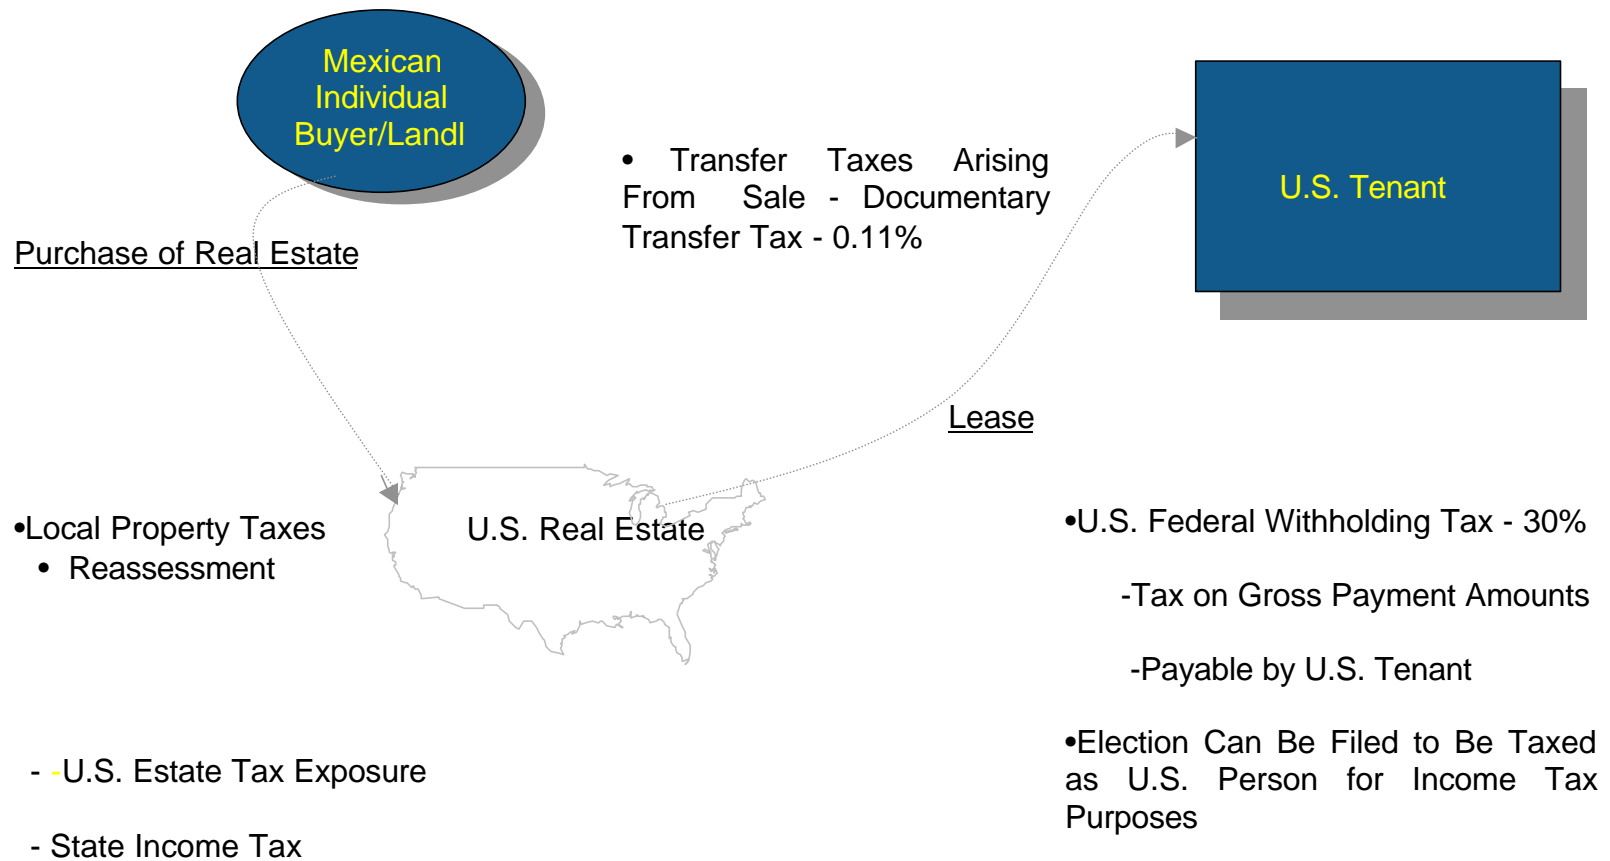 Mexican
Individual
Buyer/Landl
• Transfer Taxes Arising
From Sale - Documentary
Transfer Tax - 0.11%
U.S. Tenant
Purchase of Real Estate
Lease
•Local Property Taxes
• Reassessment
U.S. Real Estate
•U.S. Federal Withholding Tax - 30%
-Tax on Gross Payment Amounts
-Payable by U.S. Tenant
•Election Can Be Filed to Be Taxed
as U.S. Person for Income Tax
Purposes
- -U.S. Estate Tax Exposure
- State Income Tax